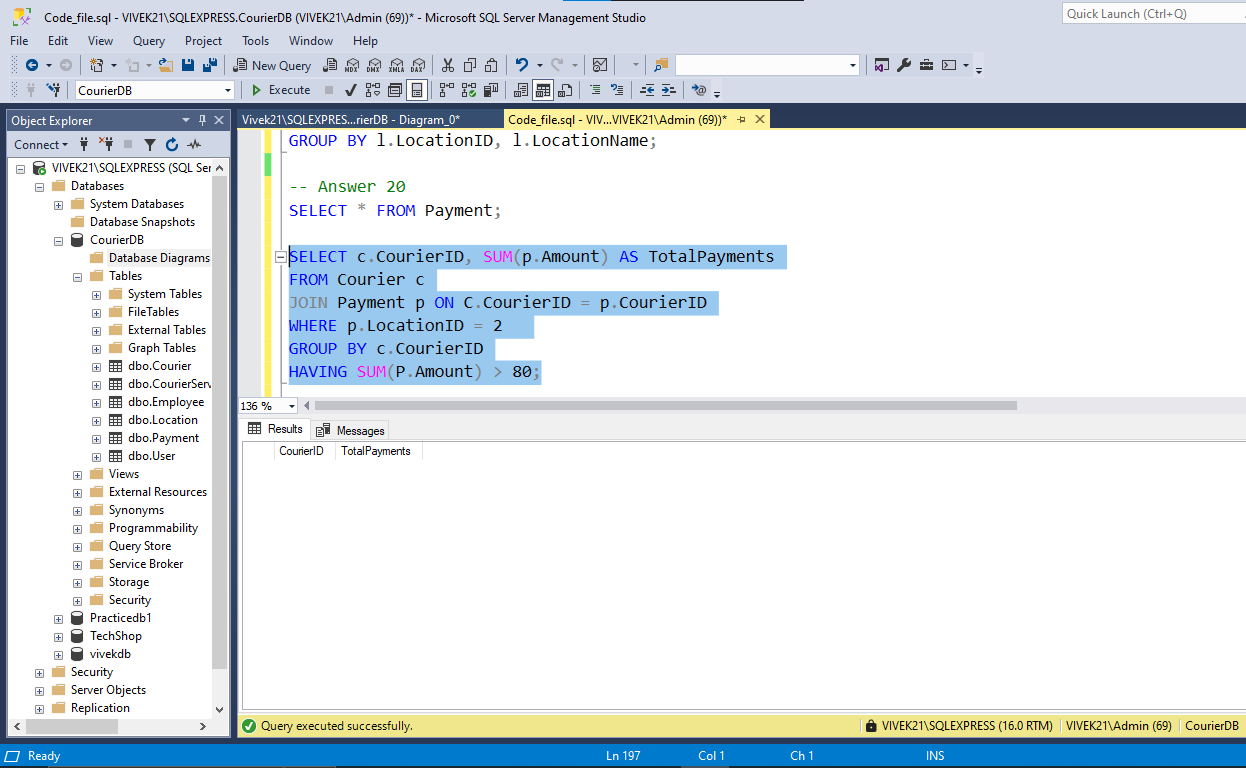 Code_file.sql - VIVEK21\SQLEXPRESS.CourierDB (VIVEK21\Admin (69))* - Microsoft SQL Server Management Studio
Quick Launch (Ctrl+Q)
File Edit View Query Project Tools Window Help
New Query MDX DMX XMLA DAX
CourierDB Execute
Object Explorer
Vivek21\SQLEXPRES...rierDB - Diagram_0*
Code_file.sql - VIV...VIVEK21\Admin (69))*
Connect
VIVEK21\SQLEXPRESS (SQL Ser
Databases
System Databases
Database Snapshots
CourierDB
Database Diagrams
Tables
System Tables
FileTables
External Tables
Graph Tables
dbo.Courier
dbo.CourierServ
dbo.Employee
dbo.Location
dbo.Payment
dbo.User
Views
External Resources
Synonyms
Programmability
Query Store
Service Broker
Storage
Security
Practicedb1
TechShop
vivekdb
Security
Server Objects
Replication
GROUP BY l.LocationID, l.LocationName;
-- Answer 20
SELECT * FROM Payment;
SELECT c.CourierID, SUM(p.Amount) AS TotalPayments
FROM Courier c
JOIN Payment p ON C.CourierID = p.CourierID
WHERE p.LocationID = 2
GROUP BY c.CourierID
HAVING SUM(P.Amount) > 80;
136 %
Results Messages
CourierID TotalPayments
Query executed successfully.
VIVEK21\SQLEXPRESS (16.0 RTM) VIVEK21\Admin (69) CourierDB
Ready Ln 197 Col 1 Ch 1 INS